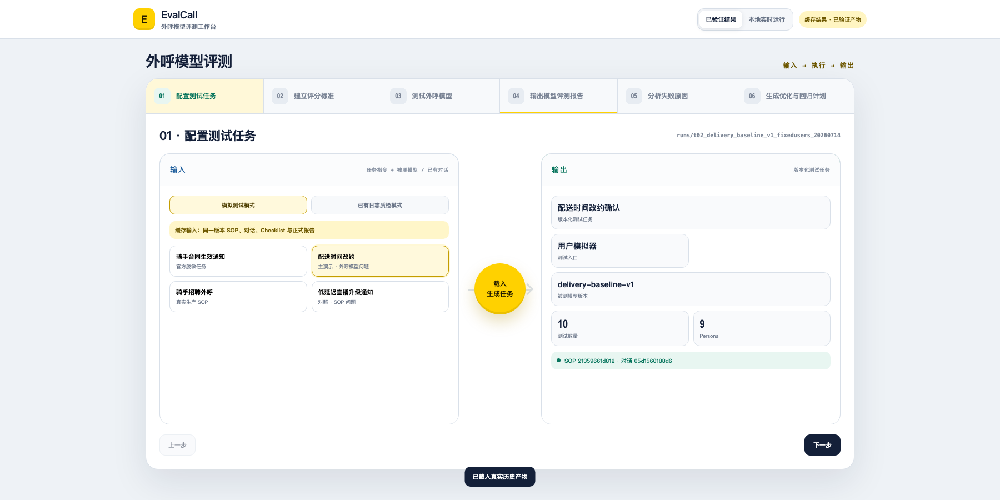 E
EvalCall
外呼模型评测工作台
已验证结果
本地实时运行
缓存结果 · 已验证产物
外呼模型评测
输入 → 执行 → 输出
01 配置测试任务
02 建立评分标准
03 测试外呼模型
04 输出模型评测报告
05 分析失败原因
06 生成优化与回归计划
01 · 配置测试任务
runs/t02_delivery_baseline_v1_fixedusers_20260714
输入
任务指令 + 被测模型 / 已有对话
模拟测试模式
已有日志质检模式
缓存输入：同一版本 SOP、对话、Checklist 与正式报告
骑手合同生效通知
官方脱敏任务
配送时间改约
主演示 · 外呼模型问题
骑手招聘外呼
真实生产 SOP
低延迟直播升级通知
对照 · SOP 问题
载入
生成任务
输出
版本化测试任务
配送时间改约确认
版本化测试任务
用户模拟器
测试入口
delivery-baseline-v1
被测模型版本
10
测试数量
9
Persona
SOP 21359661d812 · 对话 05d1560188d6
上一步
下一步
已载入真实历史产物